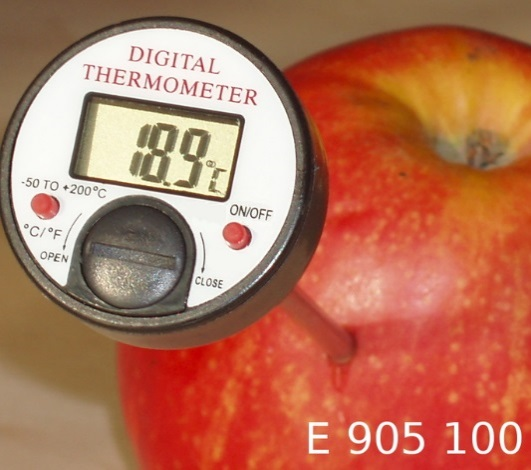 DIGITAL
THERMOMETER
18.9°C
-50 TO +200°C
ON/OFF
°C/°F
OPEN
CLOSE
E 905 100